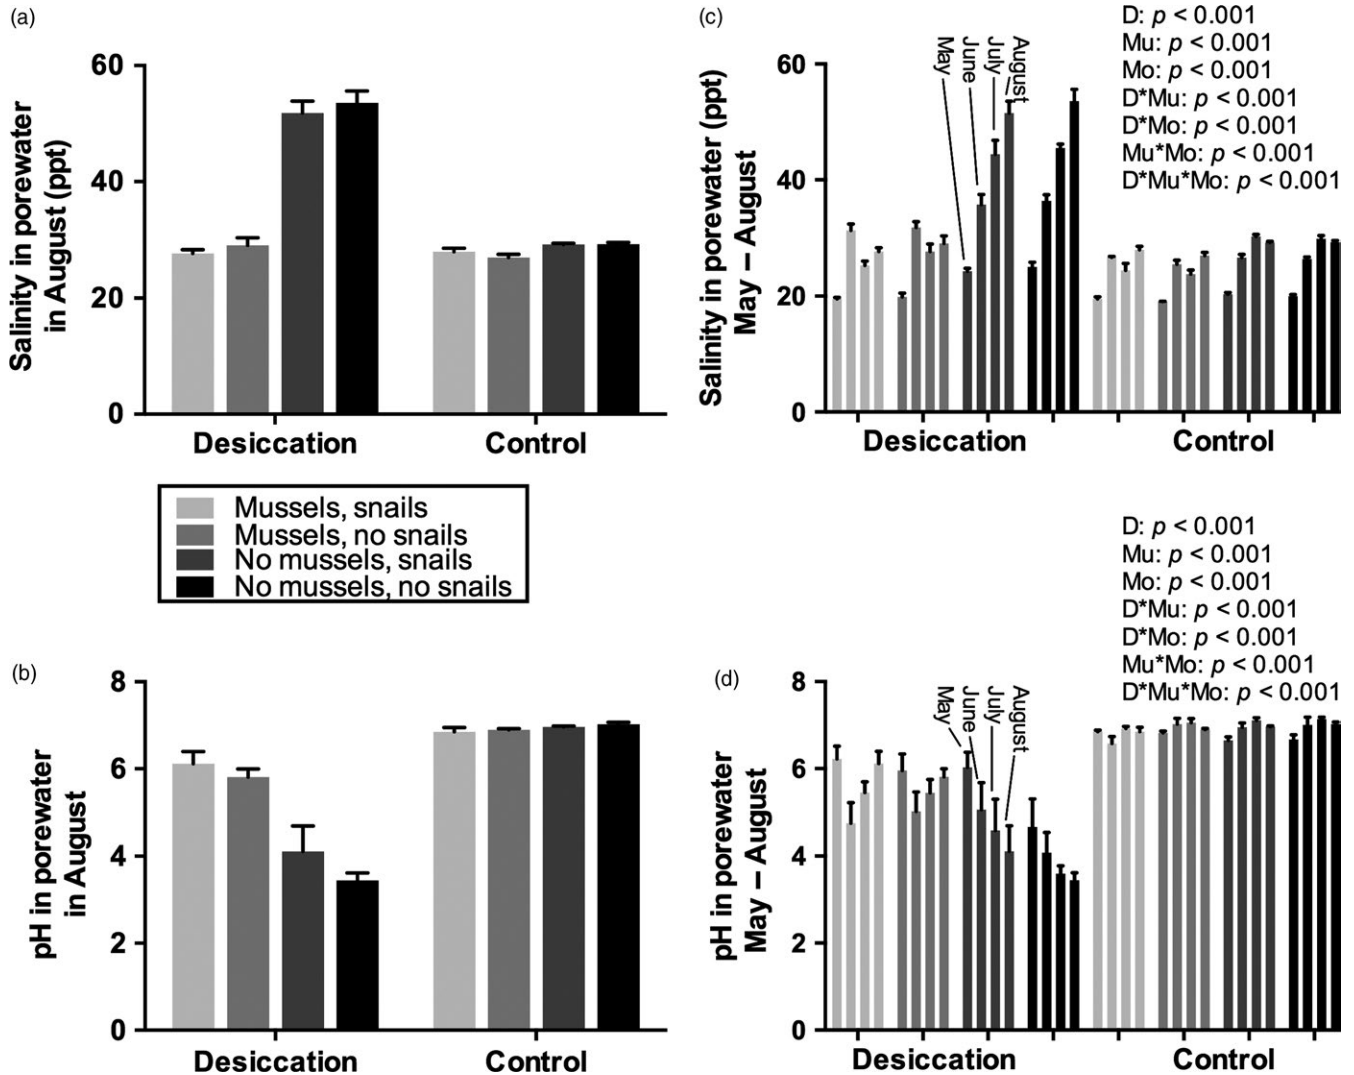 (a)
Salinity in porewater
in August (ppt)
60
40
20
0
Desiccation
Control
(c)
Salinity in porewater (ppt)
May – August
60
40
20
0
May
June
July
August
D: p < 0.001
Mu: p < 0.001
Mo: p < 0.001
D*Mu: p < 0.001
D*Mo: p < 0.001
Mu*Mo: p < 0.001
D*Mu*Mo: p < 0.001
Desiccation
Control
Mussels, snails
Mussels, no snails
No mussels, snails
No mussels, no snails
(b)
pH in porewater
in August
8
6
4
2
0
Desiccation
Control
(d)
pH in porewater
May – August
8
6
4
2
0
May
June
July
August
D: p < 0.001
Mu: p < 0.001
Mo: p < 0.001
D*Mu: p < 0.001
D*Mo: p < 0.001
Mu*Mo: p < 0.001
D*Mu*Mo: p < 0.001
Desiccation
Control